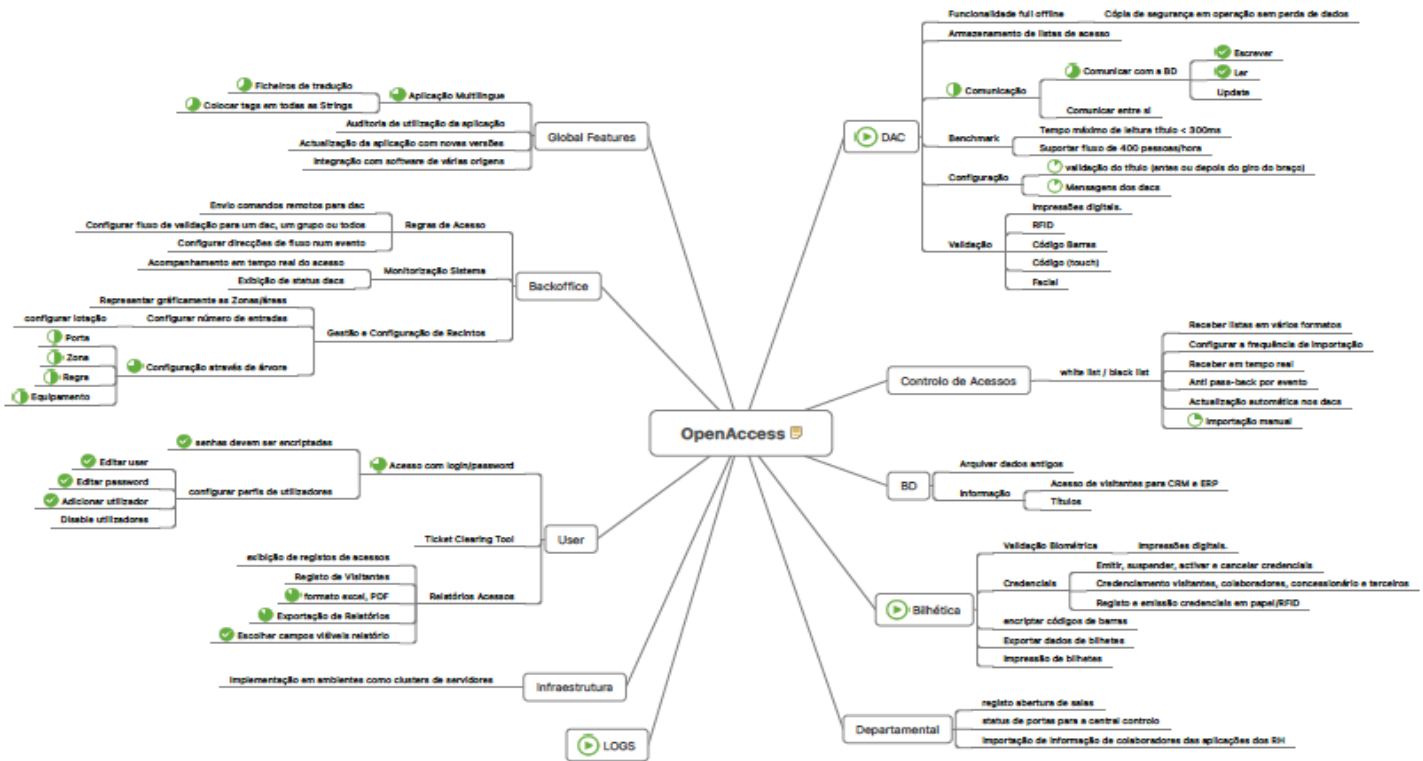 OpenAccess
Global Features
Aplicação Multilingue
Ficheiros de tradução
Colocar tags em todas as Strings
Auditoria de utilização da aplicação
Actualização da aplicação com novas versões
Integração com software de várias origens
Backoffice
Regras de Acesso
Envio comandos remotos para dac
Configurar fluxo de validação para um dac, um grupo ou todos
Configurar direcções de fluxo num evento
Monitorização Sistema
Acompanhamento em tempo real do acesso
Exibição de status dacs
Gestão e Configuração de Recintos
Representar gráficamente as Zonas/áreas
Configurar número de entradas
configurar lotação
Configuração através de árvore
Porta
Zona
Regra
Equipamento
User
Acesso com login/password
senhas devem ser encriptadas
configurar perfis de utilizadores
Editar user
Editar password
Adicionar utilizador
Disable utilizadores
Ticket Clearing Tool
Relatórios Acessos
exibição de registos de acessos
Registo de Visitantes
formato excel, PDF
Exportação de Relatórios
Escolher campos viíveis relatório
Infraestrutura
Implementação em ambientes como clusters de servidores
LOGS
DAC
Funcionalidade full offline
Cópia de segurança em operação sem perda de dados
Armazenamento de listas de acesso
Comunicação
Comunicar com a BD
Escrever
Ler
Update
Comunicar entre si
Benchmark
Tempo máximo de leitura título < 300ms
Suportar fluxo de 400 pessoas/hora
Configuração
validação do título (antes ou depois do giro do braço)
Mensagens dos dacs
Validação
Impressões digitais.
RFID
Código Barras
Código (touch)
Facial
Controlo de Acessos
white list / black list
Receber listas em vários formatos
Configurar a frequência de importação
Receber em tempo real
Anti pass-back por evento
Actualização automática nos dacs
Importação manual
BD
Arquivar dados antigos
Informação
Acesso de visitantes para CRM e ERP
Títulos
Bilhética
Validação Biométrica
Impressões digitais.
Credenciais
Emitir, suspender, activar e cancelar credenciais
Credenciamento visitantes, colaboradores, concessionário e terceiros
Registo e emissão credenciais em papel/RFID
encriptar códigos de barras
Exportar dados de bilhetes
Impressão de bilhetes
Departamental
registo abertura de salas
status de portas para a central controlo
Importação de informação de colaboradores das aplicações dos RH